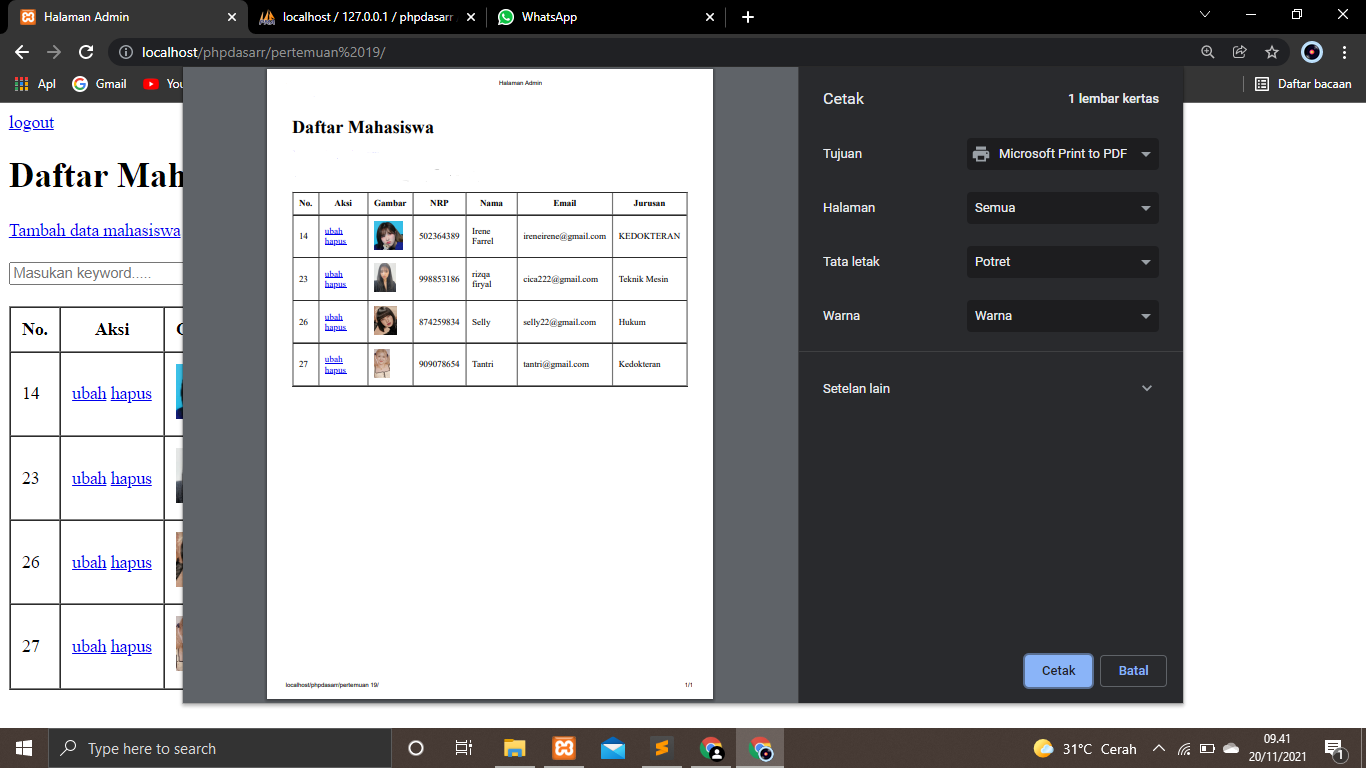 Halaman Admin
localhost / 127.0.0.1 / phpdasarr
WhatsApp
localhost/phpdasarr/pertemuan%2019/
Apl
Gmail
Daftar bacaan
logout
Daftar Mah
Tambah data mahasiswa
Masukan keyword.....
No. Aksi
14 ubah hapus
23 ubah hapus
26 ubah hapus
27 ubah hapus
Halaman Admin
Daftar Mahasiswa
No. Aksi Gambar NRP Nama Email Jurusan
14 ubah hapus 502364389 Irene Farrel ireneirene@gmail.com KEDOKTERAN
23 ubah hapus 998853186 rizqa firyal cica222@gmail.com Teknik Mesin
26 ubah hapus 874259834 Selly selly22@gmail.com Hukum
27 ubah hapus 909078654 Tantri tantri@gmail.com Kedokteran
localhost/phpdasarr/pertemuan 19/ 1/1
Cetak 1 lembar kertas
Tujuan Microsoft Print to PDF
Halaman Semua
Tata letak Potret
Warna Warna
Setelan lain
Cetak Batal
Type here to search
31°C Cerah
09.41
20/11/2021
1